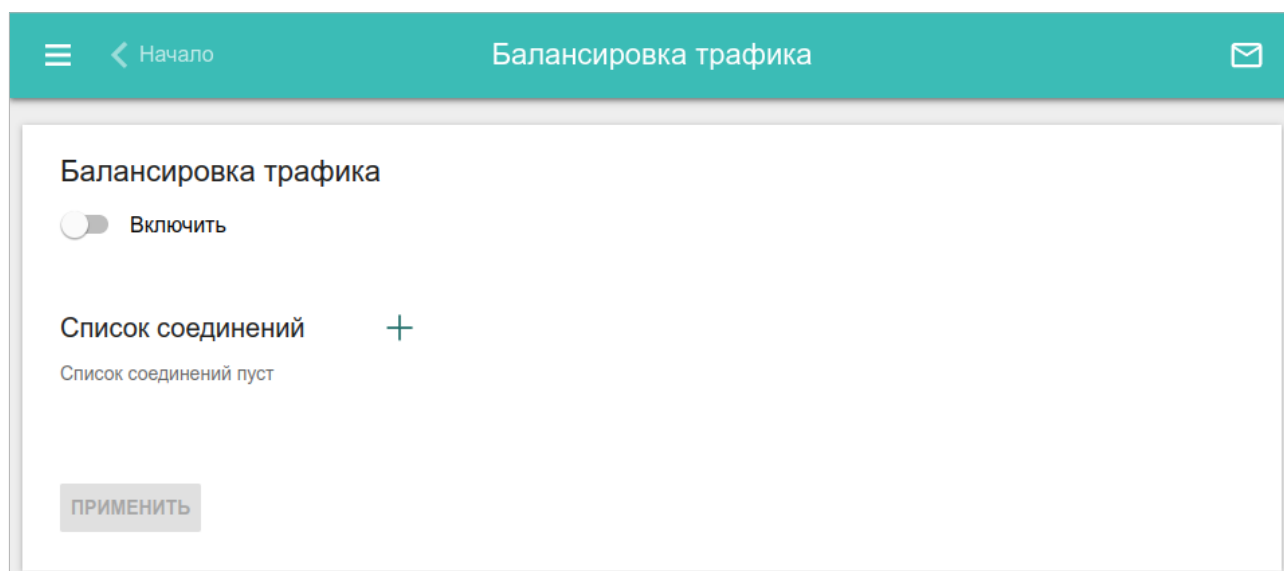 Начало
Балансировка трафика
Балансировка трафика
Включить
Список соединений
Список соединений пуст
ПРИМЕНИТЬ